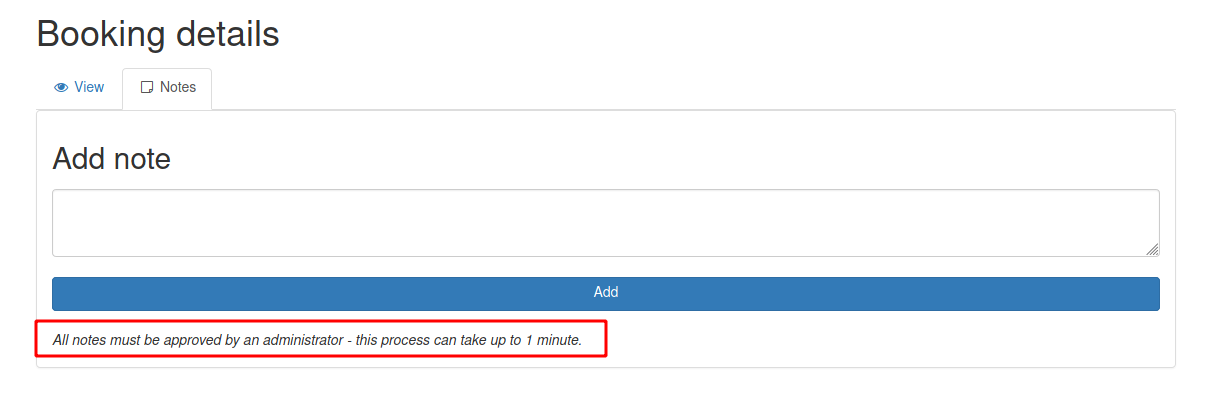 Booking details
View
Notes
Add note
Add
All notes must be approved by an administrator - this process can take up to 1 minute.